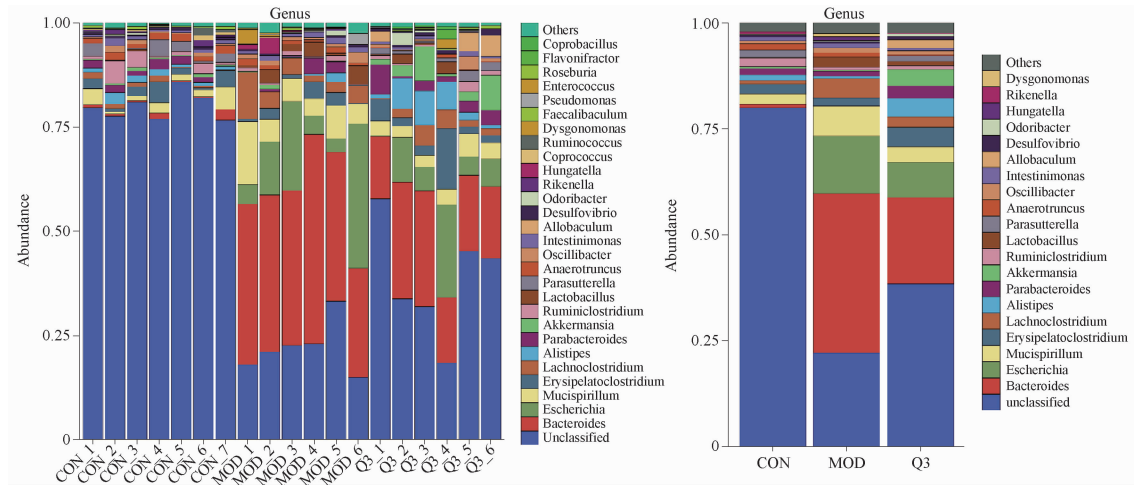 Genus
1.00
0.75
0.50
0.25
0
Abundance
CON_1
CON_2
CON_3
CON_4
CON_5
CON_6
CON_7
MOD_1
MOD_2
MOD_3
MOD_4
MOD_5
MOD_6
Q3_1
Q3_2
Q3_3
Q3_4
Q3_5
Q3_6
Others
Coprobacillus
Flavonifractor
Roseburia
Enterococcus
Pseudomonas
Faecalibaculum
Dysgonomonas
Ruminococcus
Coprococcus
Hungatella
Rikenella
Odoribacter
Desulfovibrio
Allobaculum
Intestinimonas
Oscillibacter
Anaerotruncus
Parasutterella
Lactobacillus
Ruminiclostridium
Akkermansia
Parabacteroides
Alistipes
Lachnoclostridium
Erysipelatoclostridium
Mucispirillum
Escherichia
Bacteroides
Unclassified
Genus
1.00
0.75
0.50
0.25
0
Abundance
CON
MOD
Q3
Others
Dysgonomonas
Rikenella
Hungatella
Odoribacter
Desulfovibrio
Allobaculum
Intestinimonas
Oscillibacter
Anaerotruncus
Parasutterella
Lactobacillus
Ruminiclostridium
Akkermansia
Parabacteroides
Alistipes
Lachnoclostridium
Erysipelatoclostridium
Mucispirillum
Escherichia
Bacteroides
unclassified